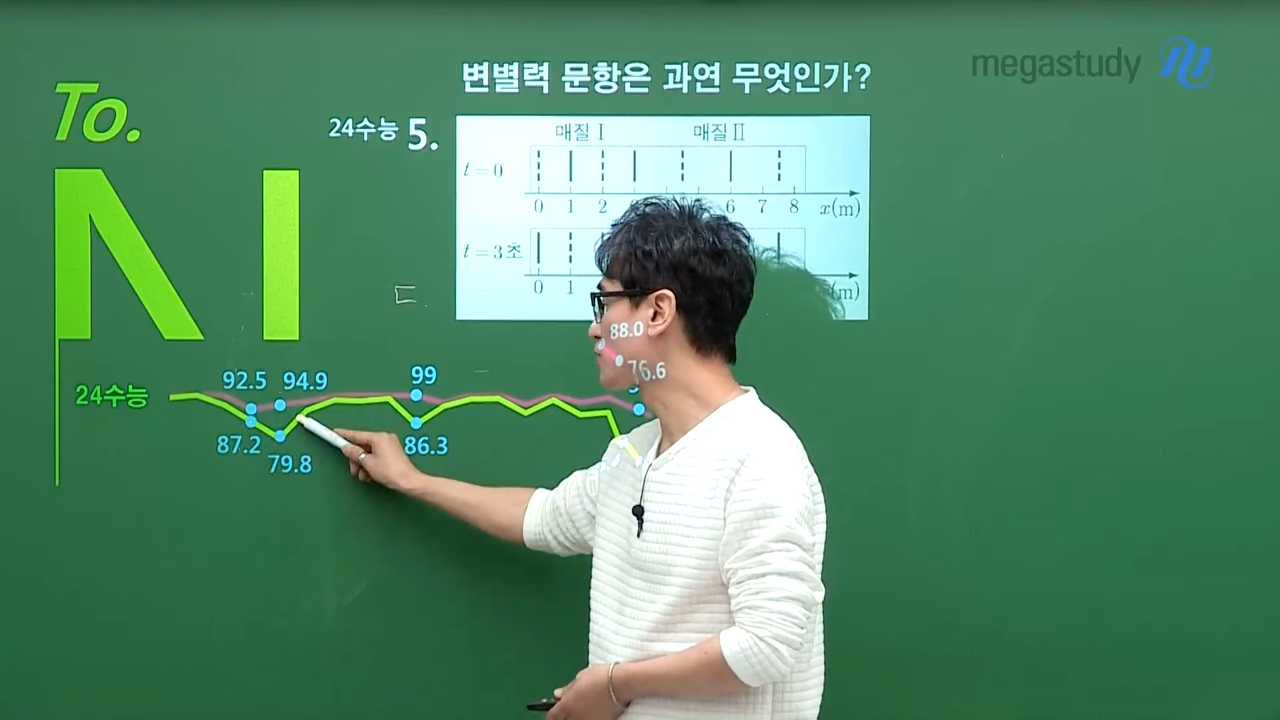 megastudy
변별력 문항은 과연 무엇인가?
To.
NI
24수능 5.
매질 I 매질 II
t=0
0 1 2 6 7 8 x(m)
t=3초
0 1 (m)
88.0
76.6
92.5 94.9 99
24수능
87.2 79.8 86.3